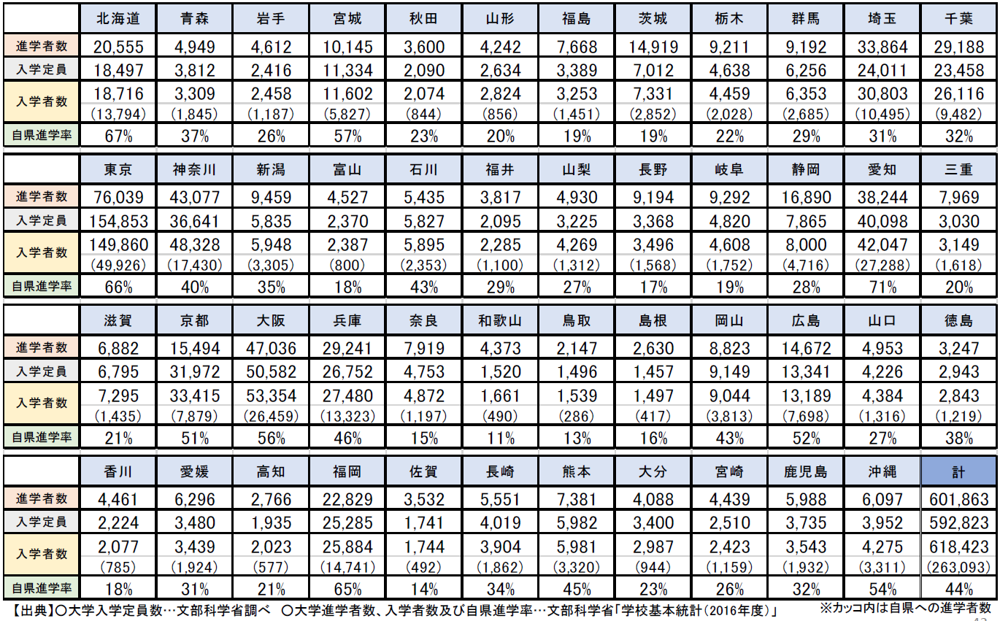 北海道 青森 岩手 宮城 秋田 山形 福島 茨城 栃木 群馬 埼玉 千葉
進学者数 20,555 4,949 4,612 10,145 3,600 4,242 7,668 14,919 9,211 9,192 33,864 29,188
入学定員 18,497 3,812 2,416 11,334 2,090 2,634 3,389 7,012 4,638 6,256 24,011 23,458
入学者数 18,716 3,309 2,458 11,602 2,074 2,824 3,253 7,331 4,459 6,353 30,803 26,116
(13,794) (1,845) (1,187) (5,827) (844) (856) (1,451) (2,852) (2,028) (2,685) (10,495) (9,482)
自県進学率 67% 37% 26% 57% 23% 20% 19% 19% 22% 29% 31% 32%
東京 神奈川 新潟 富山 石川 福井 山梨 長野 岐阜 静岡 愛知 三重
進学者数 76,039 43,077 9,459 4,527 5,435 3,817 4,930 9,194 9,292 16,890 38,244 7,969
入学定員 154,853 36,641 5,835 2,370 5,827 2,095 3,225 3,368 4,820 7,865 40,098 3,030
入学者数 149,860 48,328 5,948 2,387 5,895 2,285 4,269 3,496 4,608 8,000 42,047 3,149
(49,926) (17,430) (3,305) (800) (2,353) (1,100) (1,312) (1,568) (1,752) (4,716) (27,288) (1,618)
自県進学率 66% 40% 35% 18% 43% 29% 27% 17% 19% 28% 71% 20%
滋賀 京都 大阪 兵庫 奈良 和歌山 鳥取 島根 岡山 広島 山口 徳島
進学者数 6,882 15,494 47,036 29,241 7,919 4,373 2,147 2,630 8,823 14,672 4,953 3,247
入学定員 6,795 31,972 50,582 26,752 4,753 1,520 1,496 1,457 9,149 13,341 4,226 2,943
入学者数 7,295 33,415 53,354 27,480 4,872 1,661 1,539 1,497 9,044 13,189 4,384 2,843
(1,435) (7,879) (26,459) (13,323) (1,197) (490) (286) (417) (3,813) (7,698) (1,316) (1,219)
自県進学率 21% 51% 56% 46% 15% 11% 13% 16% 43% 52% 27% 38%
香川 愛媛 高知 福岡 佐賀 長崎 熊本 大分 宮崎 鹿児島 沖縄 計
進学者数 4,461 6,296 2,766 22,829 3,532 5,551 7,381 4,088 4,439 5,988 6,097 601,863
入学定員 2,224 3,480 1,935 25,285 1,741 4,019 5,982 3,400 2,510 3,735 3,952 592,823
入学者数 2,077 3,439 2,023 25,884 1,744 3,904 5,981 2,987 2,423 3,543 4,275 618,423
(785) (1,924) (577) (14,741) (492) (1,862) (3,320) (944) (1,159) (1,932) (3,311) (263,093)
自県進学率 18% 31% 21% 65% 14% 34% 45% 23% 26% 32% 54% 44%
【出典】〇大学入学定員数…文部科学省調べ 〇大学進学者数、入学者数及び自県進学率…文部科学省「学校基本統計（2016年度）」 ※カッコ内は自県への進学者数